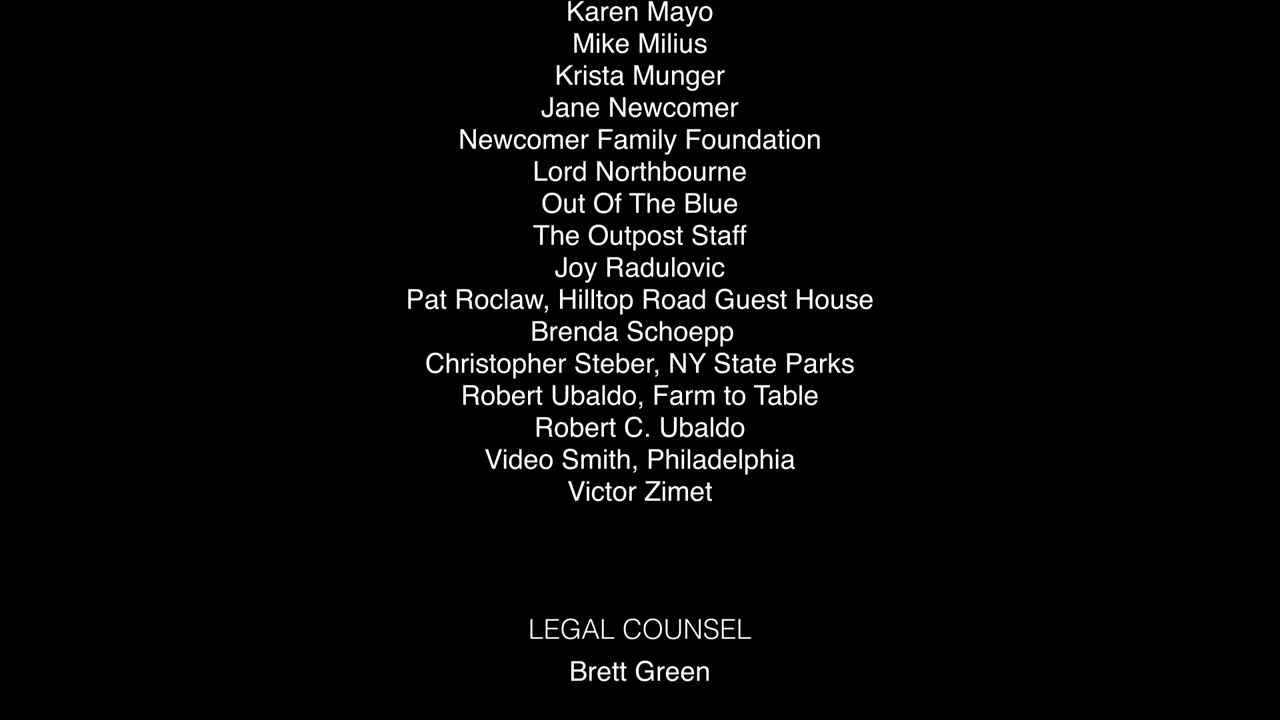 Karen Mayo
Mike Milius
Krista Munger
Jane Newcomer
Newcomer Family Foundation
Lord Northbourne
Out Of The Blue
The Outpost Staff
Joy Radulovic
Pat Roclaw, Hilltop Road Guest House
Brenda Schoepp
Christopher Steber, NY State Parks
Robert Ubaldo, Farm to Table
Robert C. Ubaldo
Video Smith, Philadelphia
Victor Zimet
LEGAL COUNSEL
Brett Green